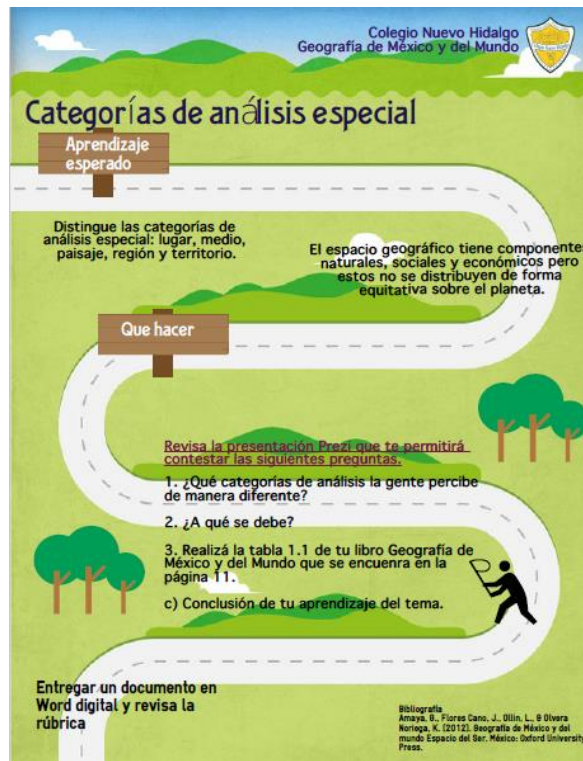 Colegio Nuevo Hidalgo
Geografía de México y del Mundo
Categorías de análisis especial
Aprendizaje
esperado
Distingue las categorías de
análisis especial: lugar, medio,
paisaje, región y territorio.
El espacio geográfico tiene componentes
naturales, sociales y económicos pero
estos no se distribuyen de forma
equitativa sobre el planeta.
Que hacer
Revisa la presentación Prezi que te permitirá
contestar las siguientes preguntas.
1. ¿Qué categorías de análisis la gente percibe
de manera diferente?
2. ¿A qué se debe?
3. Realizá la tabla 1.1 de tu libro Geografía de
México y del Mundo que se encuenra en la
página 11.
c) Conclusión de tu aprendizaje del tema.
Entregar un documento en
Word digital y revisa la
rúbrica
Bibliografía
Amaya, B., Flores Cano, J., Ollin, L., & Olvera
Noriega, K. (2012). Geografía de México y del
mundo Espacio del Ser. México: Oxford University
Press.